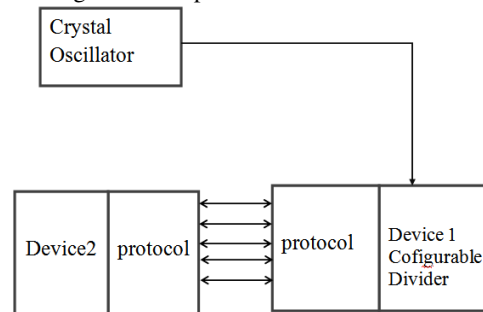 Crystal
Oscillator
Device2
protocol
protocol
Device 1
Cofigurable
Divider